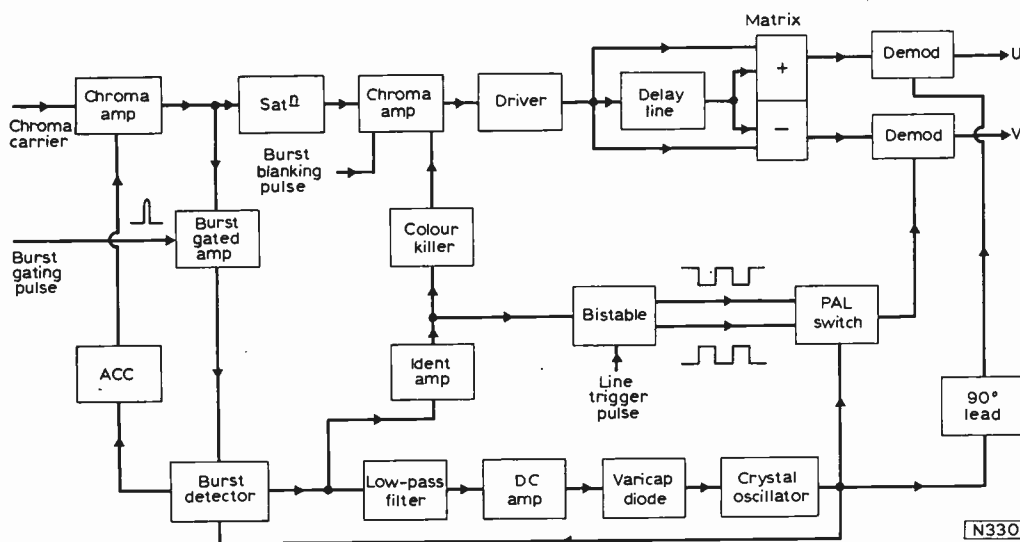 Matrix
Chroma
amp
Chroma
carrier
Satⁿ
Chroma
amp
Burst
blanking
pulse
Driver
Delay
line
+
−
Demod
U
Demod
V
Burst
gated
amp
Burst
gating
pulse
Colour
killer
Bistable
Line
trigger
pulse
PAL
switch
ACC
Ident
amp
90°
lead
Burst
detector
Low-pass
filter
DC
amp
Varicap
diode
Crystal
oscillator
N330